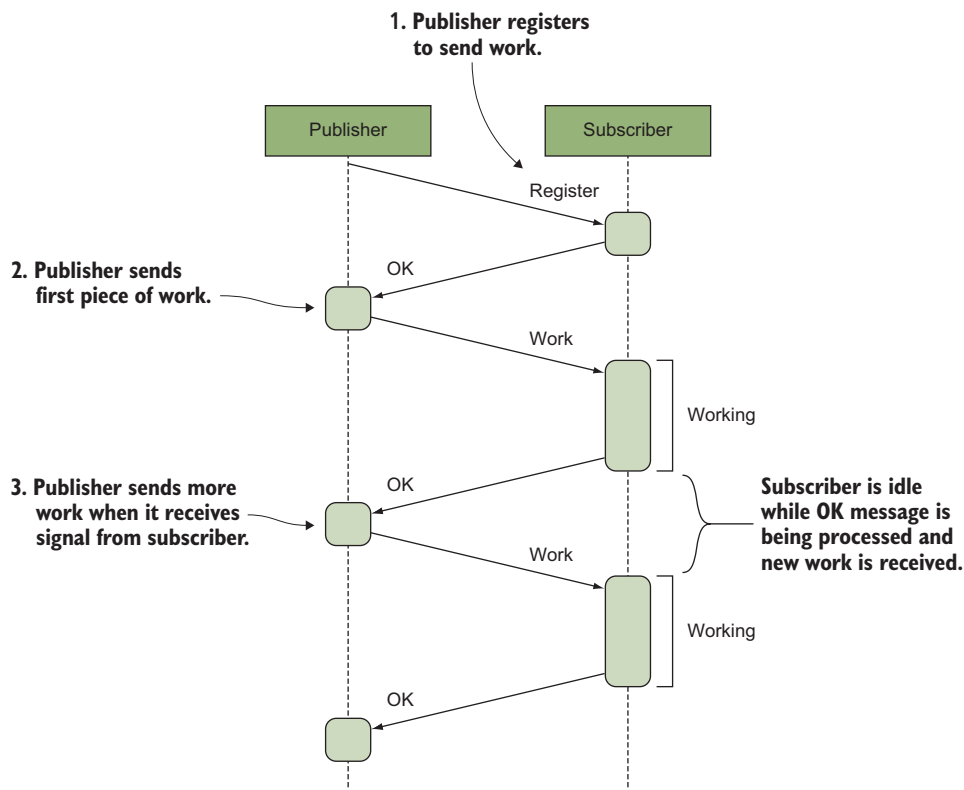 1. Publisher registers
to send work.
Publisher
Subscriber
Register
OK
2. Publisher sends
first piece of work.
Work
Working
OK
3. Publisher sends more
work when it receives
signal from subscriber.
Subscriber is idle
while OK message is
being processed and
new work is received.
Work
Working
OK